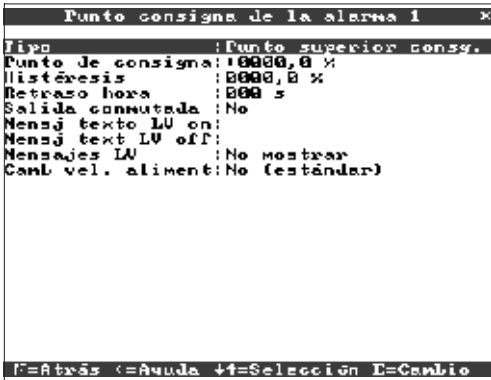 Punto consigna de la alarma 1 ×
Tipo :Punto superior consg.
Punto de consigna:+0000,0 %
Histéresis :0000,0 %
Retraso hora :000 s
Salida conmutada :No
Mensj texto LV on:
Mensj text LV off:
Mensajes LV :No mostrar
Camb vel. aliment:No (estándar)
=Atrás =Ayuda ↓↑=Selección E=Cambio